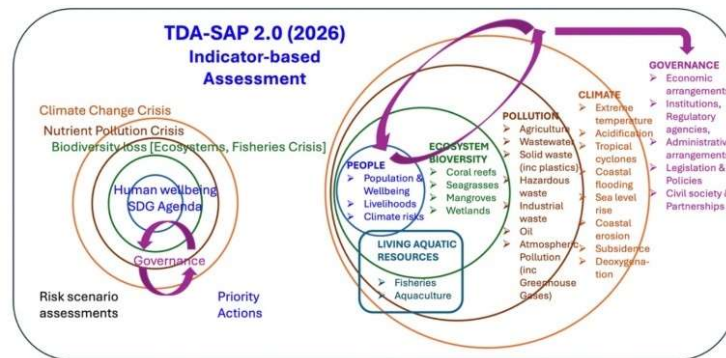 TDA-SAP 2.0 (2026)
Indicator-based
Assessment
Climate Change Crisis
Nutrient Pollution Crisis
Biodiversity loss [Ecosystems, Fisheries Crisis]
Human wellbeing
SDG Agenda
Governance
Risk scenario
assessments
Priority
Actions
PEOPLE
➢ Population &
Wellbeing
➢ Livelihoods
➢ Climate risks
LIVING AQUATIC
RESOURCES
➢ Fisheries
➢ Aquaculture
ECOSYSTEM
BIOVERSITY
➢ Coral reefs
➢ Seagrasses
➢ Mangroves
➢ Wetlands
POLLUTION
➢ Agriculture
➢ Wastewater
➢ Solid waste
(inc plastics)
➢ Hazardous
waste
➢ Industrial
waste
➢ Oil
➢ Atmospheric
Pollution
(inc
Greenhouse
Gases)
CLIMATE
➢ Extreme
temperature
➢ Acidification
➢ Tropical
cyclones
➢ Coastal
flooding
➢ Sea level
rise
➢ Coastal
erosion
➢ Subsidence
➢ Deoxygena-
tion
GOVERNANCE
➢ Economic
arrangements
➢ Institutions,
Regulatory
agencies,
➢ Administrative
arrangements
➢ Legislation &
Policies
➢ Civil society &
Partnerships